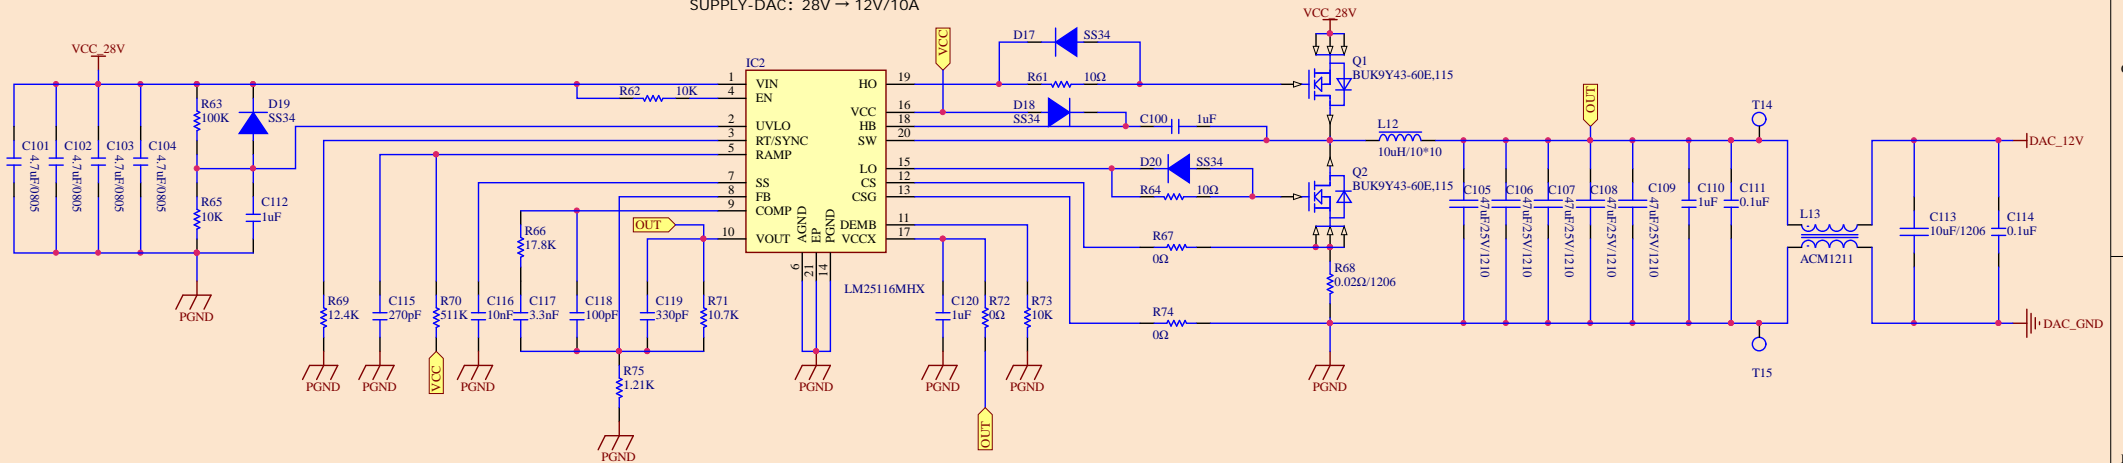 SUPPLY-DAC: 28V → 12V/10A
VCC_28V
R63
100K
D19
SS34
C101
4.7uF/0805
C102
4.7uF/0805
C103
4.7uF/0805
C104
4.7uF/0805
R65
10K
C112
1uF
PGND
R62 10K
IC2
1 VIN
4 EN
2 UVLO
3 RT/SYNC
5 RAMP
7 SS
8 FB
9 COMP
10 VOUT
HO 19
VCC 16
HB 18
SW 20
LO 15
CS 12
CSG 13
DEMB 11
VCCX 17
AGND 6
EP 21
PGND 14
LM25116MHX
PGND
R69
12.4K
PGND
C115
270pF
PGND
R70
511K
VCC
C116
10nF
PGND
R66
17.8K
C117
3.3nF
C118
100pF
OUT
C119
330pF
R71
10.7K
R75
1.21K
PGND
C120
1uF
PGND
R72
0Ω
OUT
R73
10K
PGND
VCC
D17 SS34
R61 10Ω
D18
SS34
C100 1uF
D20 SS34
R64 10Ω
R67
0Ω
R74
0Ω
VCC_28V
Q1
BUK9Y43-60E,115
Q2
BUK9Y43-60E,115
R68
0.02Ω/1206
PGND
L12
10uH/10*10
OUT
C105
47uF/25V/1210
C106
47uF/25V/1210
C107
47uF/25V/1210
C108
47uF/25V/1210
C109
47uF/25V/1210
C110
1uF
C111
0.1uF
T14
T15
L13
ACM1211
C113
10uF/1206
C114
0.1uF
DAC_12V
DAC_GND